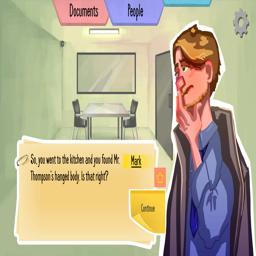 Documents People
So, you went to the kitchen and you found Mr.
Thompson's hanged body. Is that right?
Mark
Continue